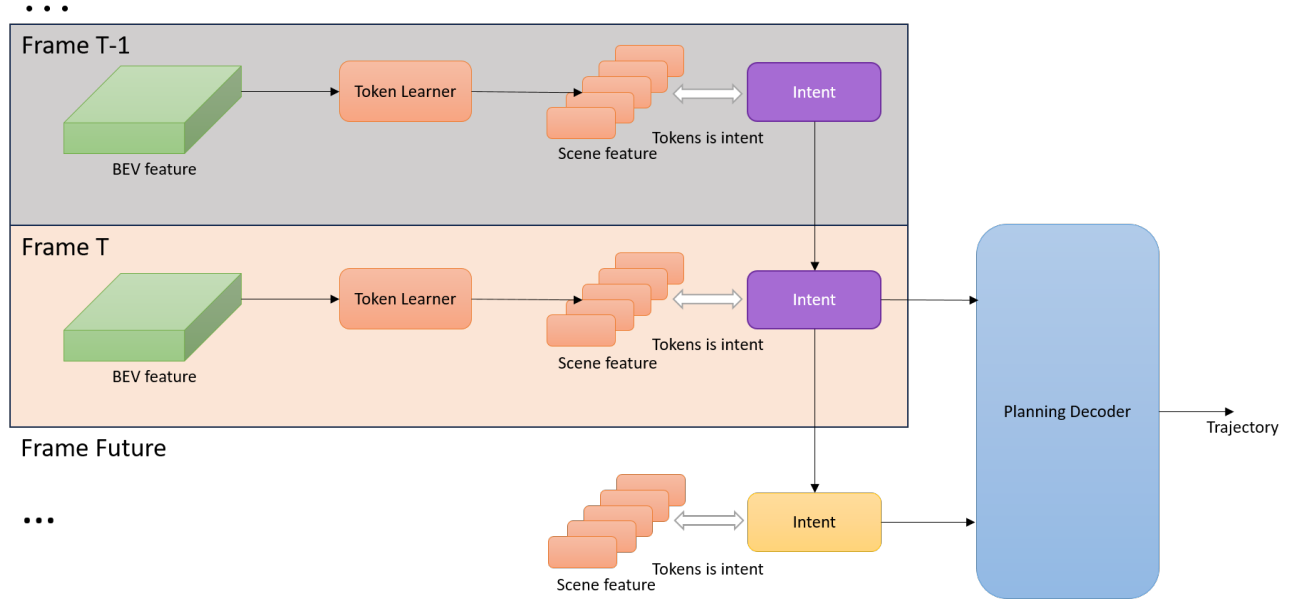 ...
Frame T-1
Token Learner
Intent
Tokens is intent
Scene feature
BEV feature
Frame T
Token Learner
Intent
Tokens is intent
Scene feature
BEV feature
Planning Decoder
Trajectory
Frame Future
...
Intent
Tokens is intent
Scene feature